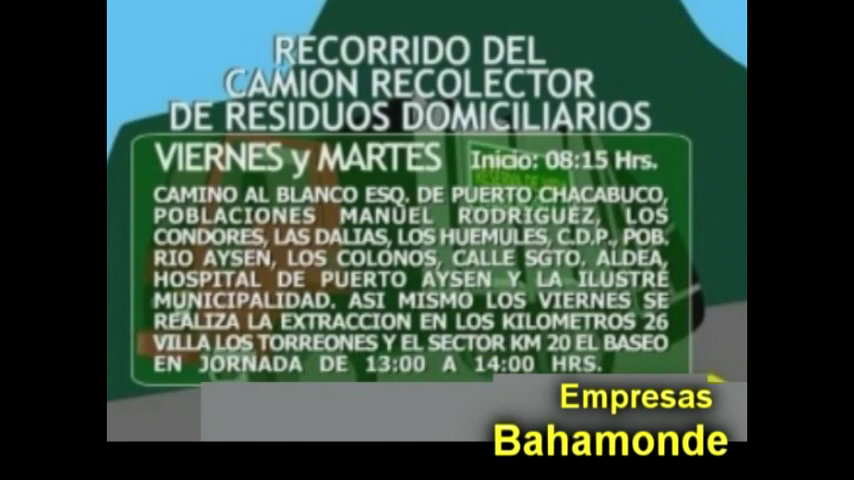 RECORRIDO DEL
CAMION RECOLECTOR
DE RESIDUOS DOMICILIARIOS
VIERNES y MARTES Inicio: 08:15 Hrs.
CAMINO AL BLANCO ESQ. DE PUERTO CHACABUCO,
POBLACIONES MANUEL RODRIGUEZ, LOS
CONDORES, LAS DALIAS, LOS HUEMULES, C.D.P., POB.
RIO AYSEN, LOS COLONOS, CALLE SGTO. ALDEA,
HOSPITAL DE PUERTO AYSEN Y LA ILUSTRE
MUNICIPALIDAD. ASI MISMO LOS VIERNES SE
REALIZA LA EXTRACCION EN LOS KILOMETROS 26
VILLA LOS TORREONES Y EL SECTOR KM 20 EL BASEO
EN JORNADA DE 13:00 A 14:00 HRS.
Empresas
Bahamonde